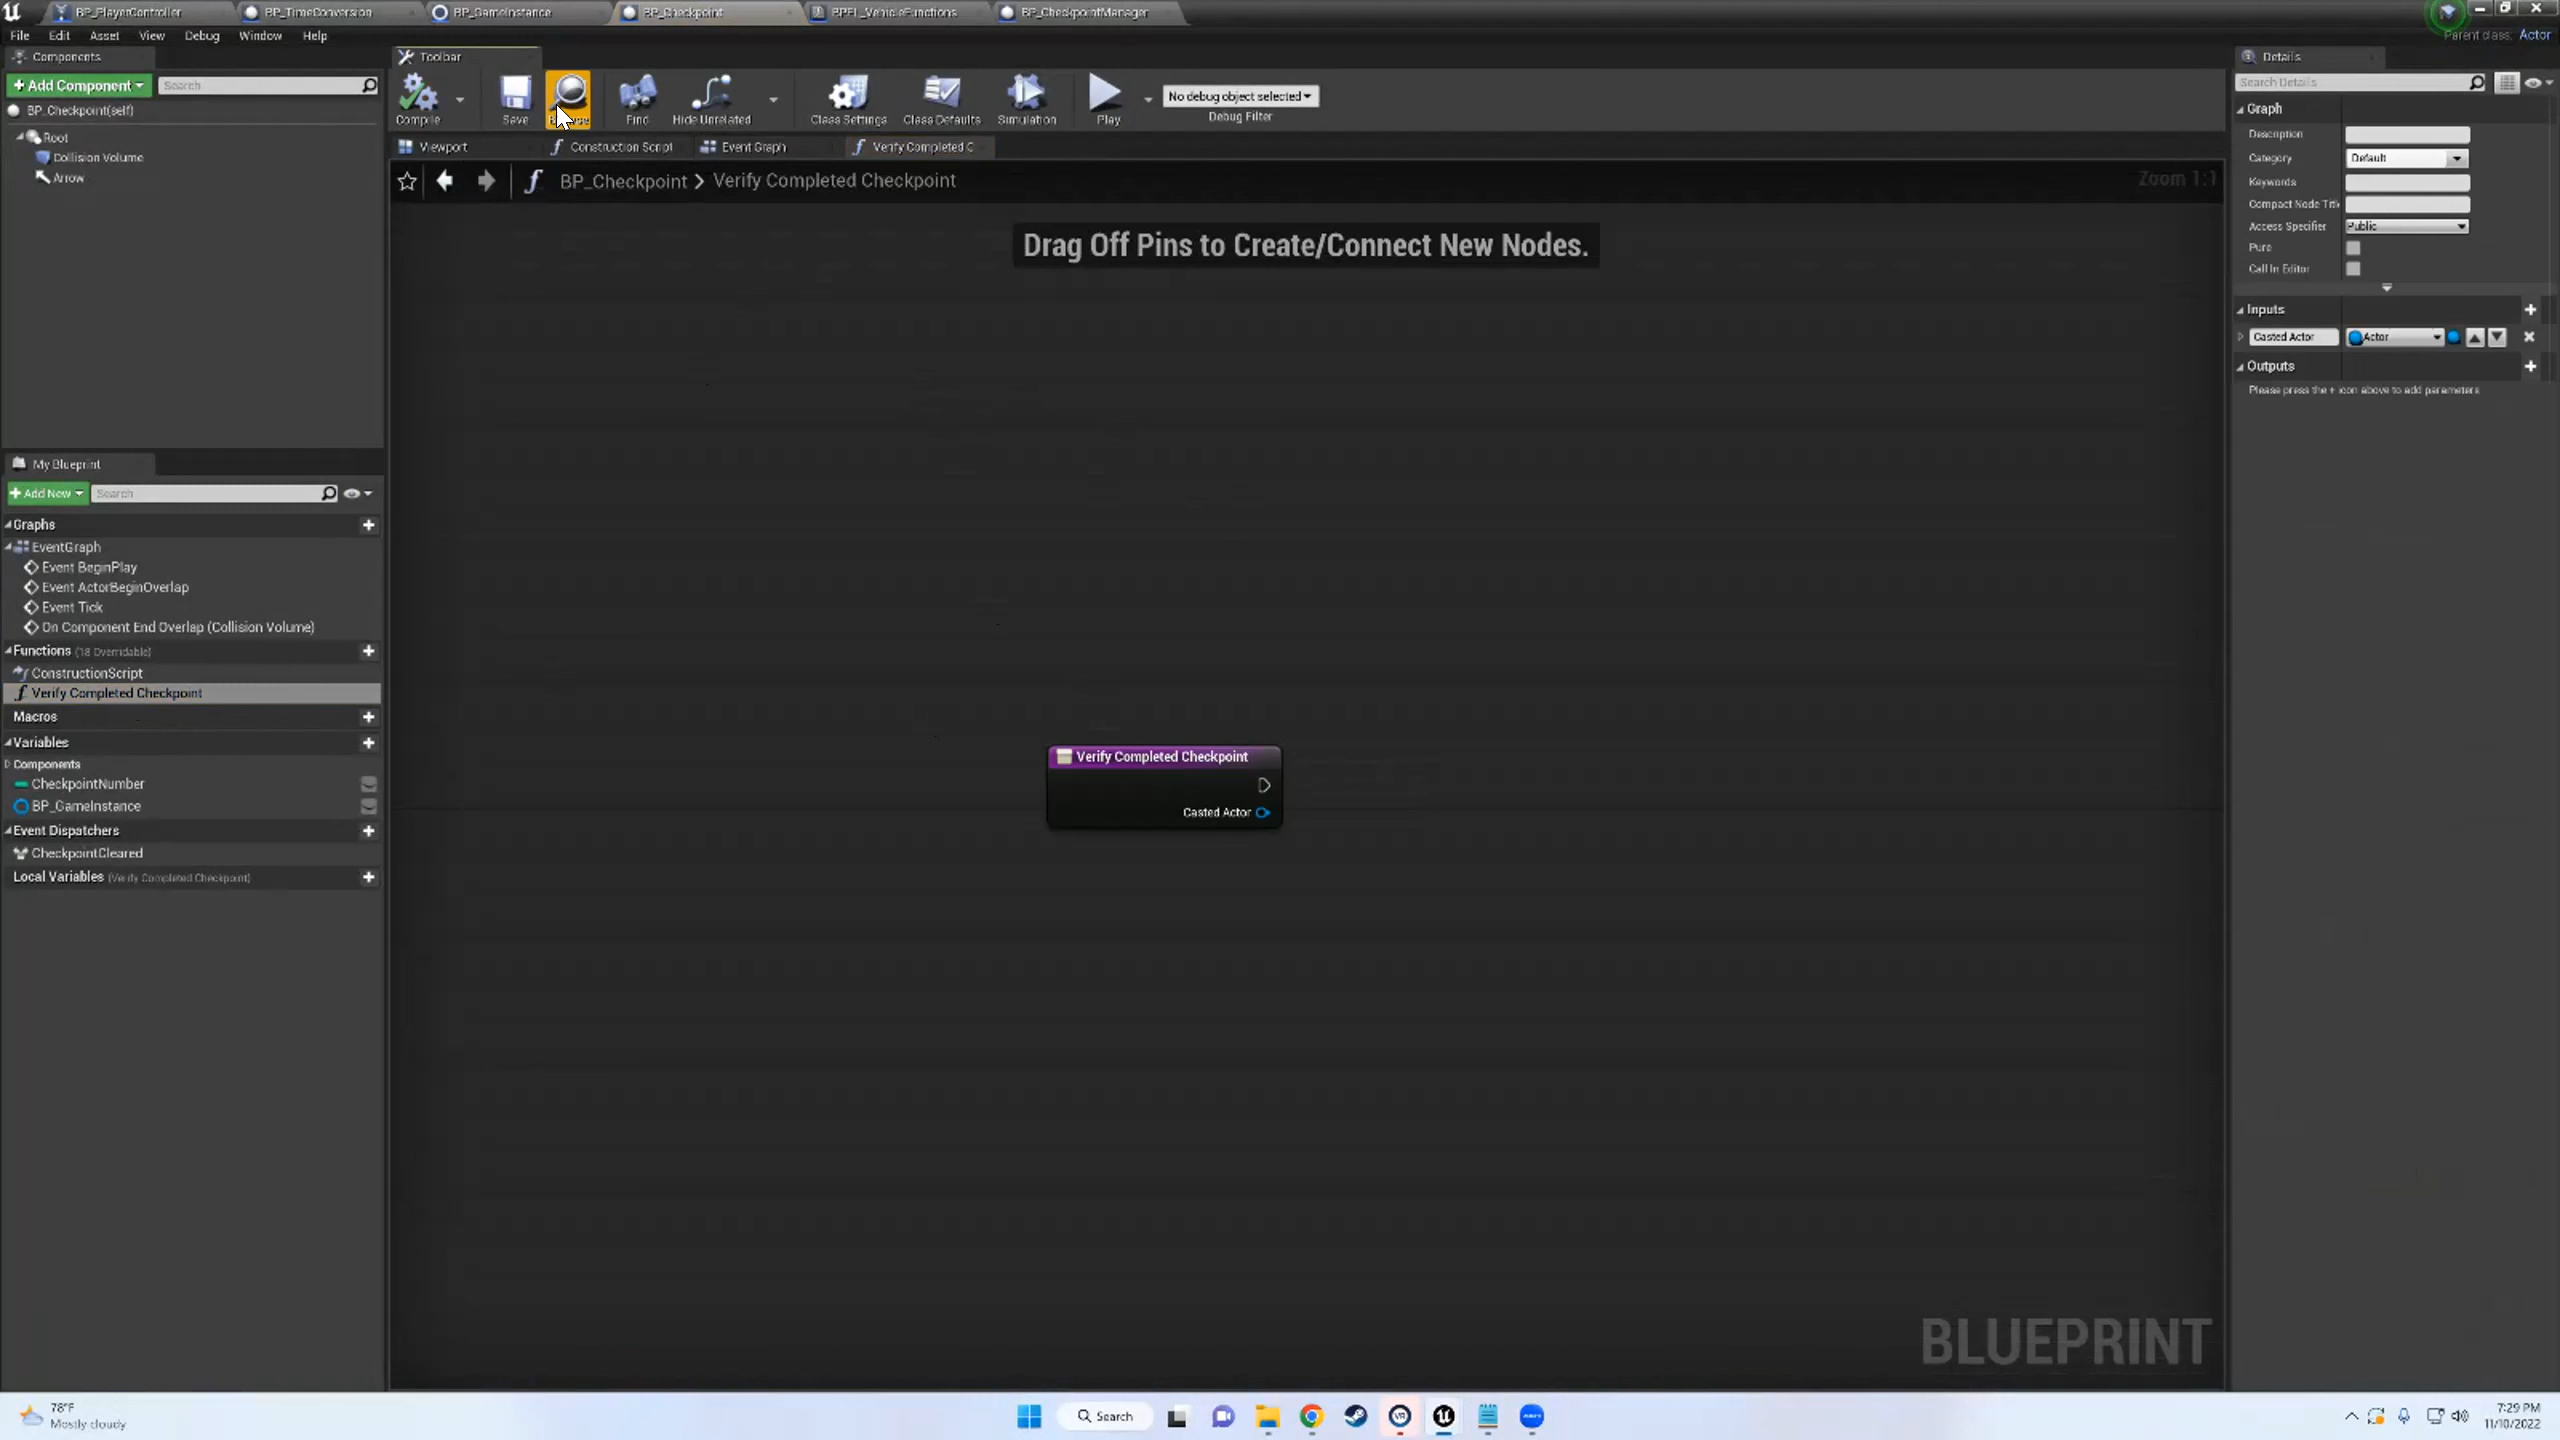 BP_PlayerController
BP_TimeConversion
BP_GameInstance
BP_Checkpoint
BPFL_VehicleFunctions
BP_CheckpointManager
File Edit Asset View Debug Window Help
Parent class: Actor
Components
Toolbar
Details
+ Add Component
Search
Compile
Save
Find
Hide Unrelated
Class Settings
Class Defaults
Simulation
Play
No debug object selected
Debug Filter
Search Details
BP_Checkpoint(self)
Root
Collision Volume
Arrow
Viewport
Construction Script
Event Graph
Verify Completed C
BP_Checkpoint > Verify Completed Checkpoint
Zoom 1:1
Drag Off Pins to Create/Connect New Nodes.
Graph
Description
Category Default
Keywords
Compact Node Titl
Access Specifier Public
Pure
Call In Editor
Inputs
Casted Actor Actor
Outputs
Please press the + icon above to add parameters
My Blueprint
+ Add New
Search
Graphs
EventGraph
Event BeginPlay
Event ActorBeginOverlap
Event Tick
On Component End Overlap (Collision Volume)
Functions (18 Overridable)
ConstructionScript
Verify Completed Checkpoint
Macros
Variables
Components
CheckpointNumber
BP_GameInstance
Event Dispatchers
CheckpointCleared
Local Variables (Verify Completed Checkpoint)
Verify Completed Checkpoint
Casted Actor
BLUEPRINT
78°F
Mostly cloudy
Search
7:29 PM
11/10/2022